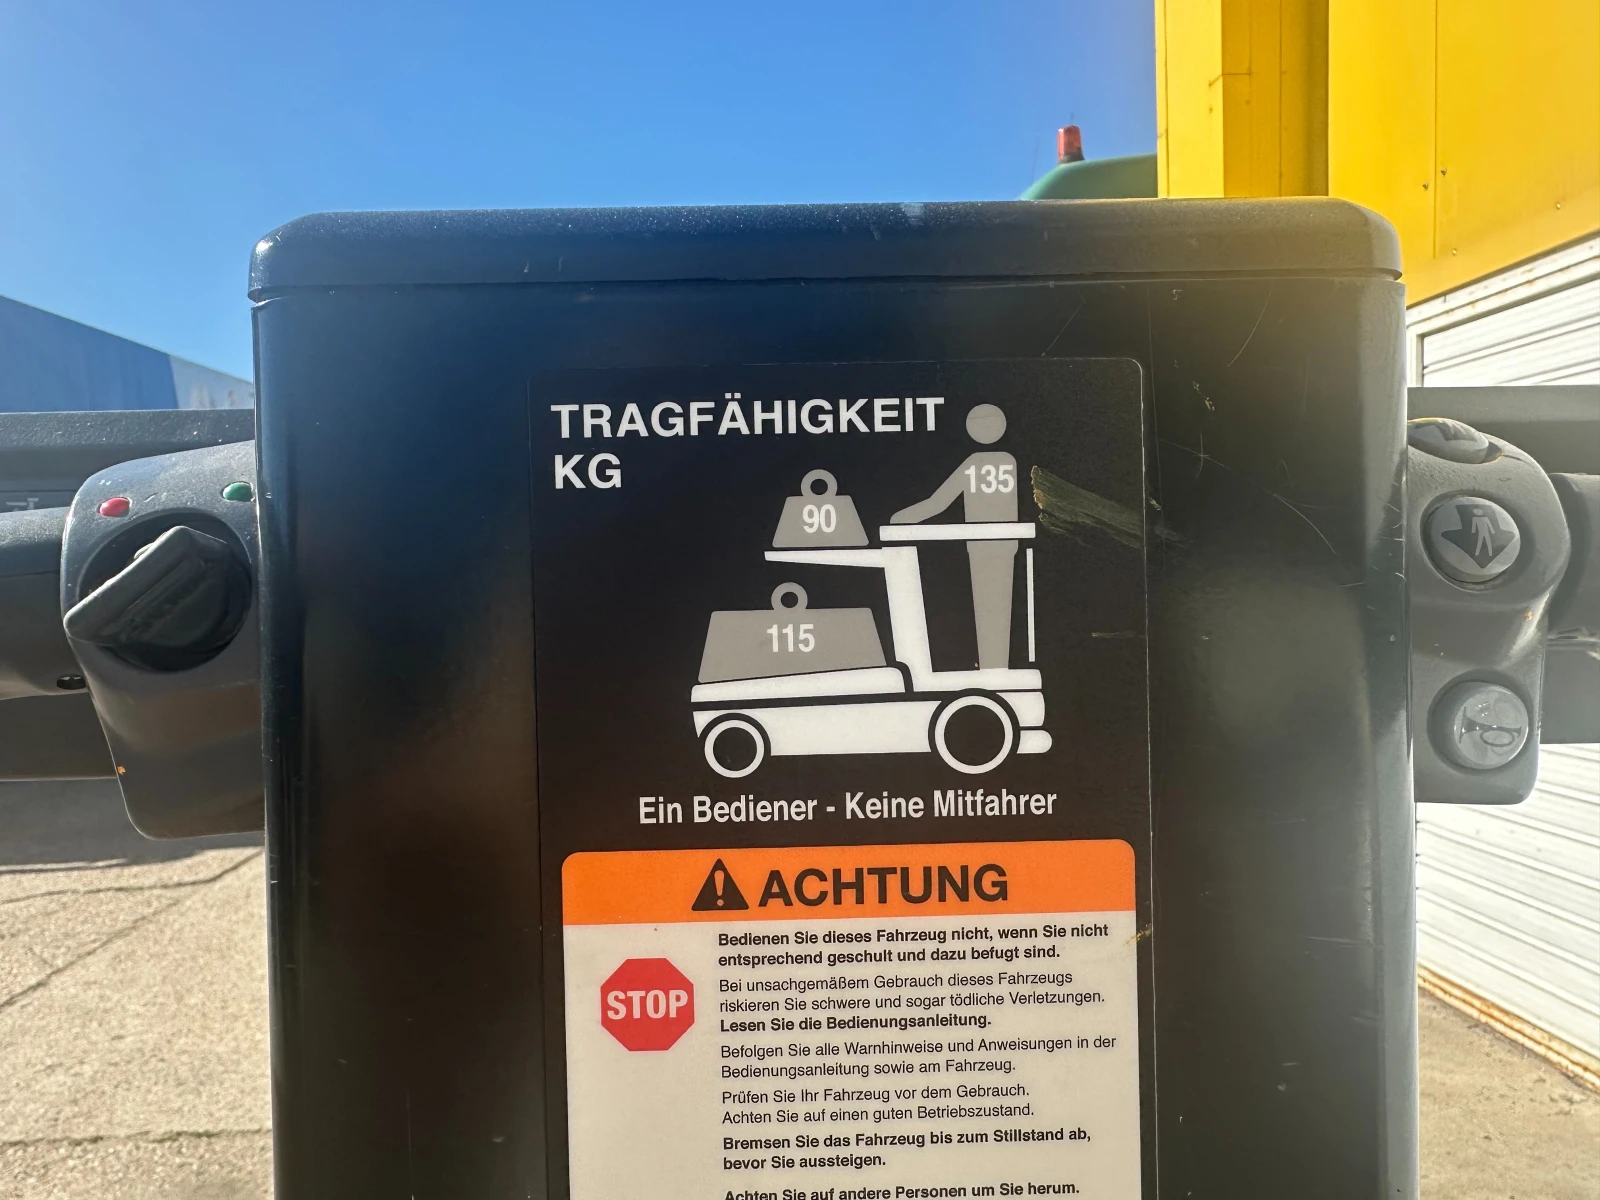 TRAGFÄHIGKEIT
KG
135
90
115
Ein Bediener - Keine Mitfahrer
ACHTUNG
STOP
Bedienen Sie dieses Fahrzeug nicht, wenn Sie nicht
entsprechend geschult und dazu befugt sind.
Bei unsachgemäßem Gebrauch dieses Fahrzeugs
riskieren Sie schwere und sogar tödliche Verletzungen.
Lesen Sie die Bedienungsanleitung.
Befolgen Sie alle Warnhinweise und Anweisungen in der
Bedienungsanleitung sowie am Fahrzeug.
Prüfen Sie Ihr Fahrzeug vor dem Gebrauch.
Achten Sie auf einen guten Betriebszustand.
Bremsen Sie das Fahrzeug bis zum Stillstand ab,
bevor Sie aussteigen.
Achten Sie auf andere Personen um Sie herum.